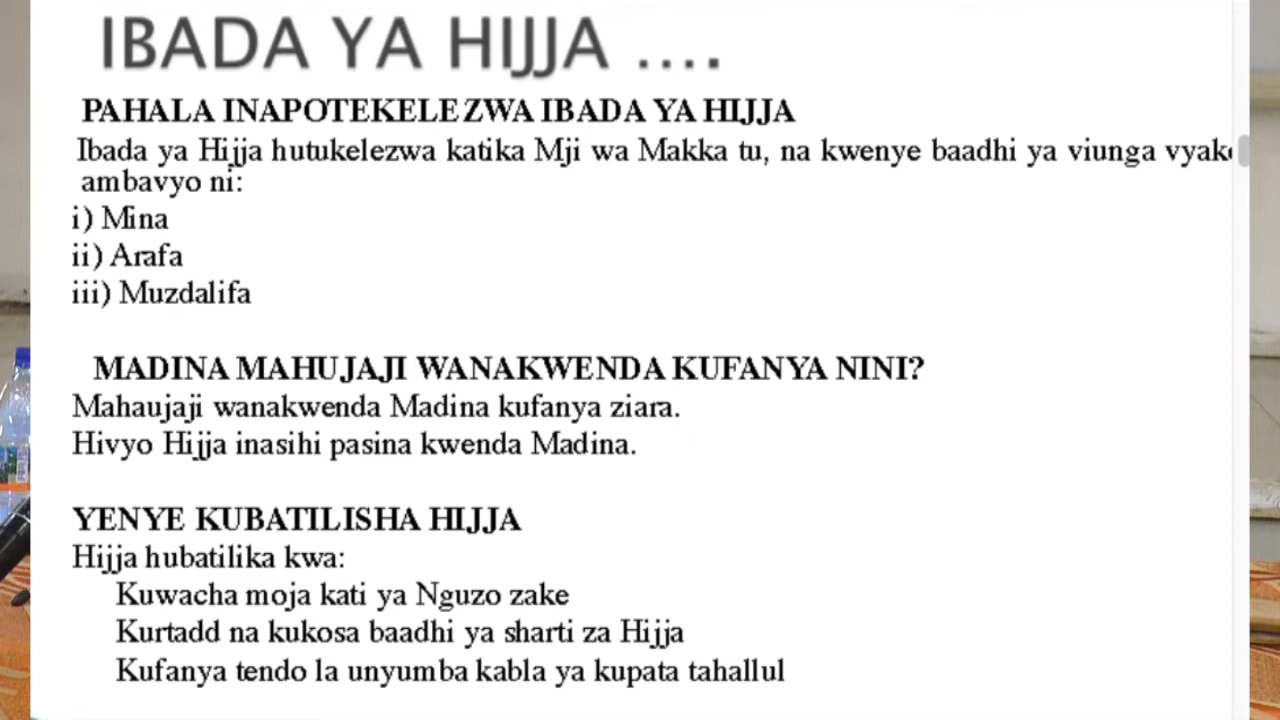 IBADA YA HIJJA ....
PAHALA INAPOTEKELEZWA IBADA YA HIJJA
Ibada ya Hijja hutukelezwa katika Mji wa Makka tu, na kwenye baadhi ya viunga
ambavyo ni:
i) Mina
ii) Arafa
iii) Muzdalifa
MADINA MAHUJAJI WANAKWENDA KUFANYA NINI?
Mahaujaji wanakwenda Madina kufanya ziara.
Hivyo Hijja inasihi pasina kwenda Madina.
YENYE KUBATILISHA HIJJA
Hijja hubatilika kwa:
Kuwacha moja kati ya Nguzo zake
Kurtadd na kukosa baadhi ya sharti za Hijja
Kufanya tendo la unyumba kabla ya kupata tahallul